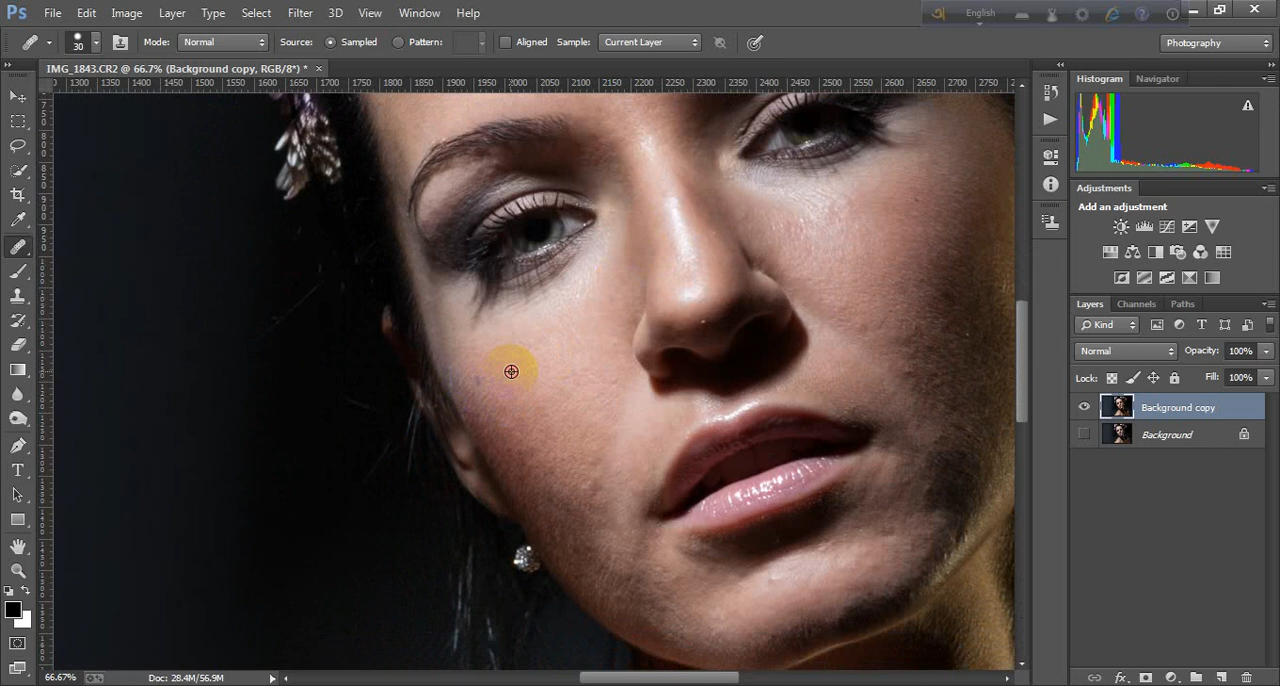 Ps File Edit Image Layer Type Select Filter 3D View Window Help
English
30 Mode: Normal Source: Sampled Pattern: Aligned Sample: Current Layer Photography
IMG_1843.CR2 @ 66.7% (Background copy, RGB/8*) * ×
1300 1350 1400 1450 1500 1550 1600 1650 1700 1750 1800 1850 1900 1950 2000 2050 2100 2150 2200 2250 2300 2350 2400 2450 2500 2550 2600 2650 2700 2750
Histogram Navigator
Adjustments
Add an adjustment
Layers Channels Paths
Kind
Normal Opacity: 100%
Lock: Fill: 100%
Background copy
Background
66.67% Doc: 28.4M/56.9M